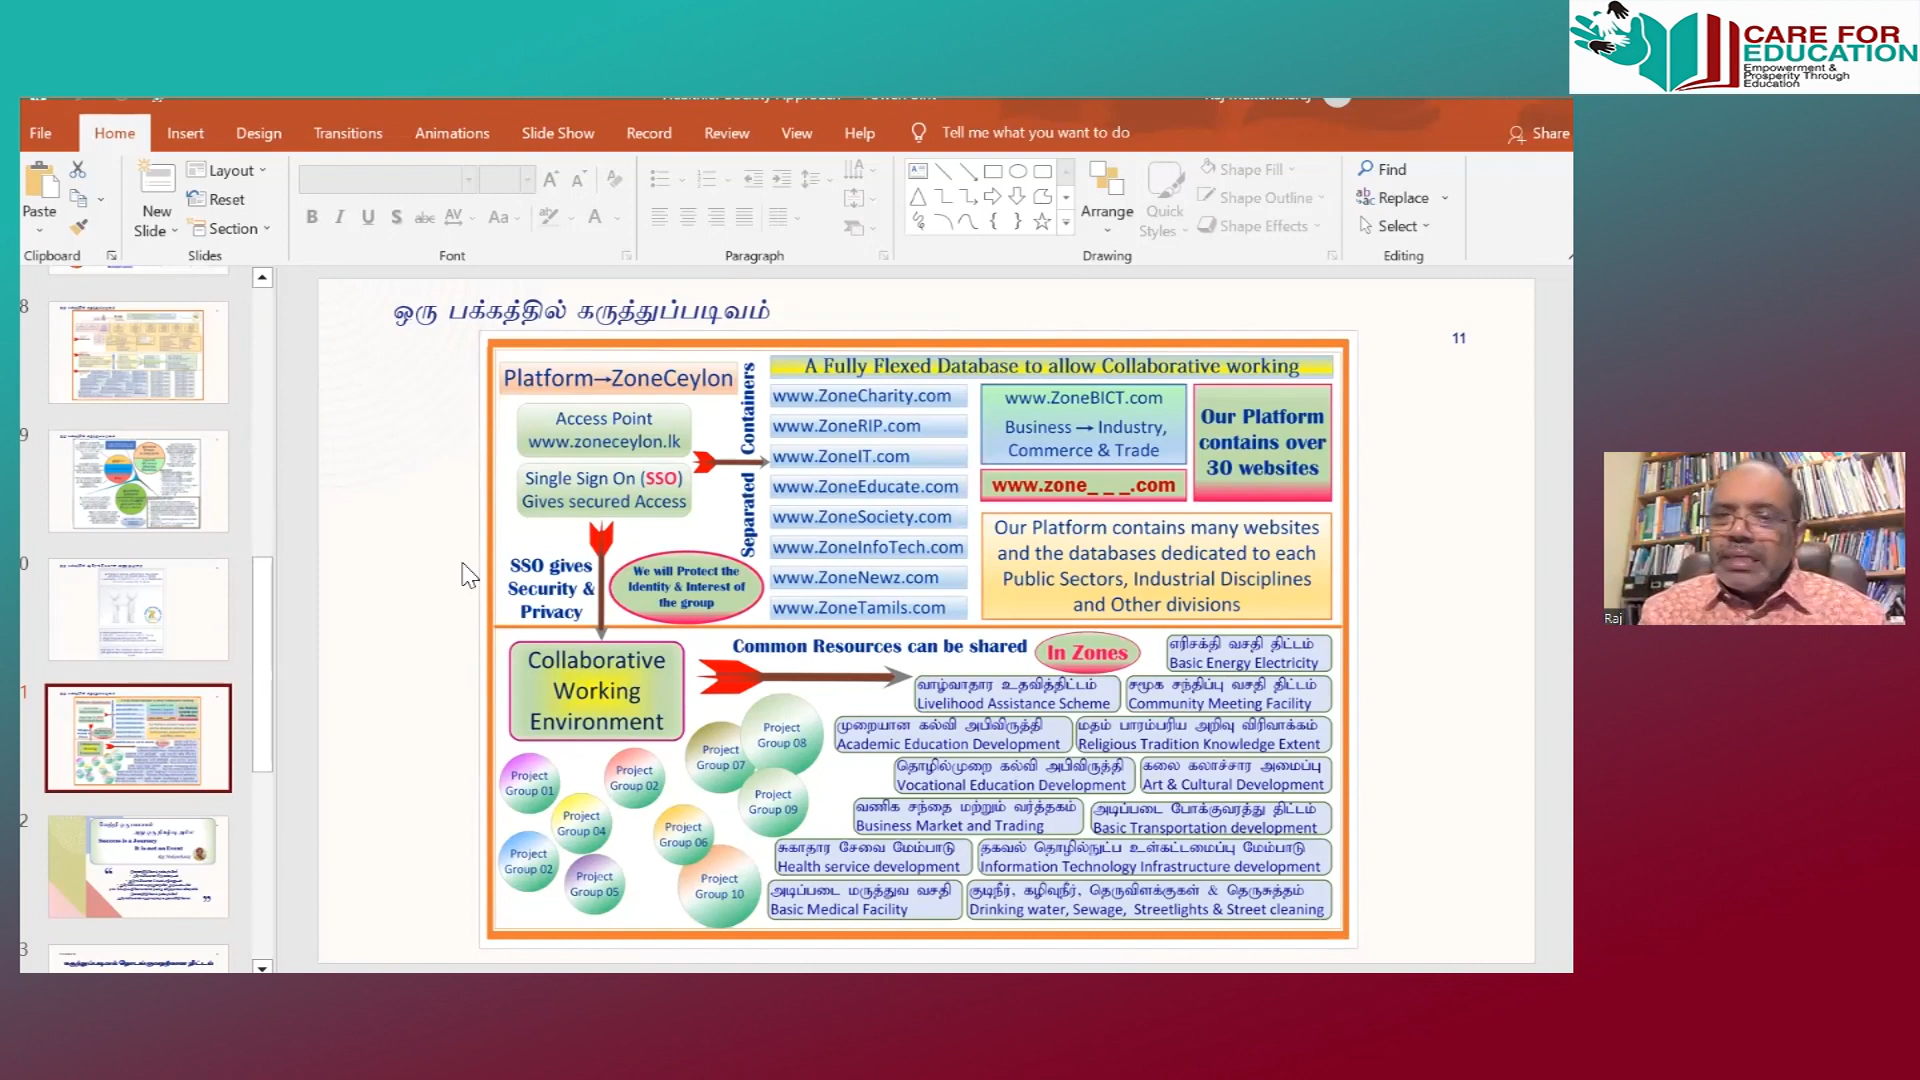 CARE FOR
EDUCATION
Empowerment &
Prosperity Through
Education
File Home Insert Design Transitions Animations Slide Show Record Review View Help Tell me what you want to do Share
Paste
New
Slide
Layout
Reset
Section
Arrange
Quick
Styles
Shape Fill
Shape Outline
Shape Effects
Find
Replace
Select
Clipboard Slides Font Paragraph Drawing Editing
ஒரு பக்கத்தில் கருத்துப்படிவம்
11
Platform→ZoneCeylon
Access Point
www.zoneceylon.lk
Single Sign On (SSO)
Gives secured Access
SSO gives
Security &
Privacy
We will Protect the
Identity & Interest of
the group
Separated Containers
A Fully Flexed Database to allow Collaborative working
www.ZoneCharity.com
www.ZoneRIP.com
www.ZoneIT.com
www.ZoneEducate.com
www.ZoneSociety.com
www.ZoneInfoTech.com
www.ZoneNewz.com
www.ZoneTamils.com
www.ZoneBICT.com
Business → Industry,
Commerce & Trade
www.zone_ _ _.com
Our Platform
contains over
30 websites
Our Platform contains many websites
and the databases dedicated to each
Public Sectors, Industrial Disciplines
and Other divisions
Collaborative
Working
Environment
Common Resources can be shared
In Zones
எரிசக்தி வசதி திட்டம்
Basic Energy Electricity
வாழ்வாதார உதவித்திட்டம்
Livelihood Assistance Scheme
சமூக சந்திப்பு வசதி திட்டம்
Community Meeting Facility
முறையான கல்வி அபிவிருத்தி
Academic Education Development
மதம் பாரம்பரிய அறிவு விரிவாக்கம்
Religious Tradition Knowledge Extent
தொழில்முறை கல்வி அபிவிருத்தி
Vocational Education Development
கலை கலாச்சார அமைப்பு
Art & Cultural Development
வணிக சந்தை மற்றும் வர்த்தகம்
Business Market and Trading
அடிப்படை போக்குவரத்து திட்டம்
Basic Transportation development
சுகாதார சேவை மேம்பாடு
Health service development
தகவல் தொழில்நுட்ப உள்கட்டமைப்பு மேம்பாடு
Information Technology Infrastructure development
அடிப்படை மருத்துவ வசதி
Basic Medical Facility
குடிநீர், கழிவுநீர், தெருவிளக்குகள் & தெருசுத்தம்
Drinking water, Sewage, Streetlights & Street cleaning
Project
Group 01
Project
Group 02
Project
Group 07
Project
Group 08
Project
Group 04
Project
Group 09
Project
Group 06
Project
Group 02
Project
Group 05
Project
Group 10
Raj